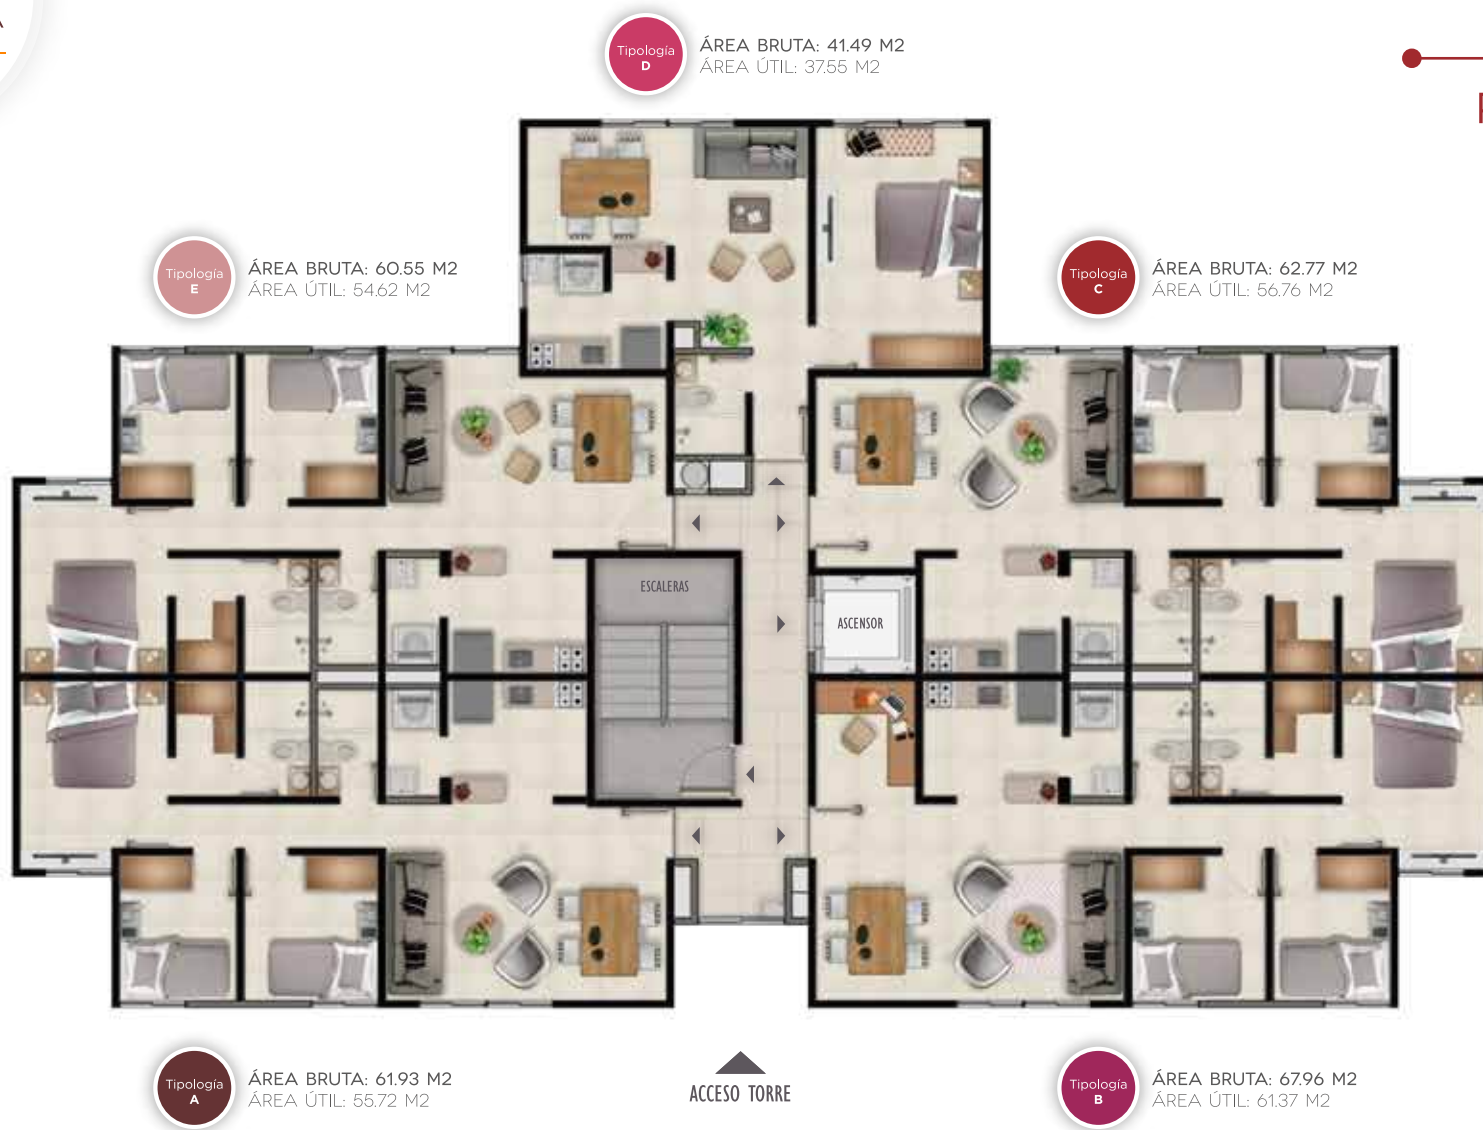 Tipología
D
ÁREA BRUTA: 41.49 M2
ÁREA ÚTIL: 37.55 M2
Tipología
E
ÁREA BRUTA: 60.55 M2
ÁREA ÚTIL: 54.62 M2
Tipología
C
ÁREA BRUTA: 62.77 M2
ÁREA ÚTIL: 56.76 M2
ESCALERAS
ASCENSOR
Tipología
A
ÁREA BRUTA: 61.93 M2
ÁREA ÚTIL: 55.72 M2
ACCESO TORRE
Tipología
B
ÁREA BRUTA: 67.96 M2
ÁREA ÚTIL: 61.37 M2